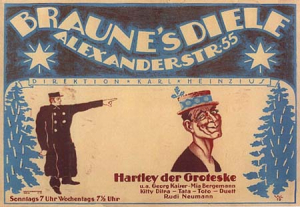 BRAUNE'S DIELE
ALEXANDERSTR. 55
DIREKTION KARL HEINZIUS
Hartley der Groteske
u.a. Georg Kaiser - Mia Bergemann
Kitty Dina - Tata - Toto - Duett
Rudi Neumann
Sonntags 7 Uhr Wochentags 7½ Uhr